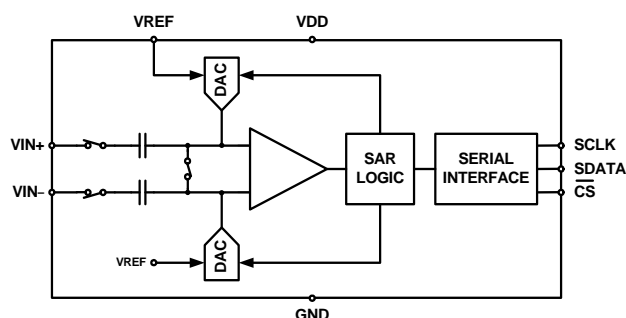 VREF
VDD
DAC
VIN+
SCLK
SAR
LOGIC
SERIAL
INTERFACE
SDATA
VIN–
CS
VREF
DAC
GND